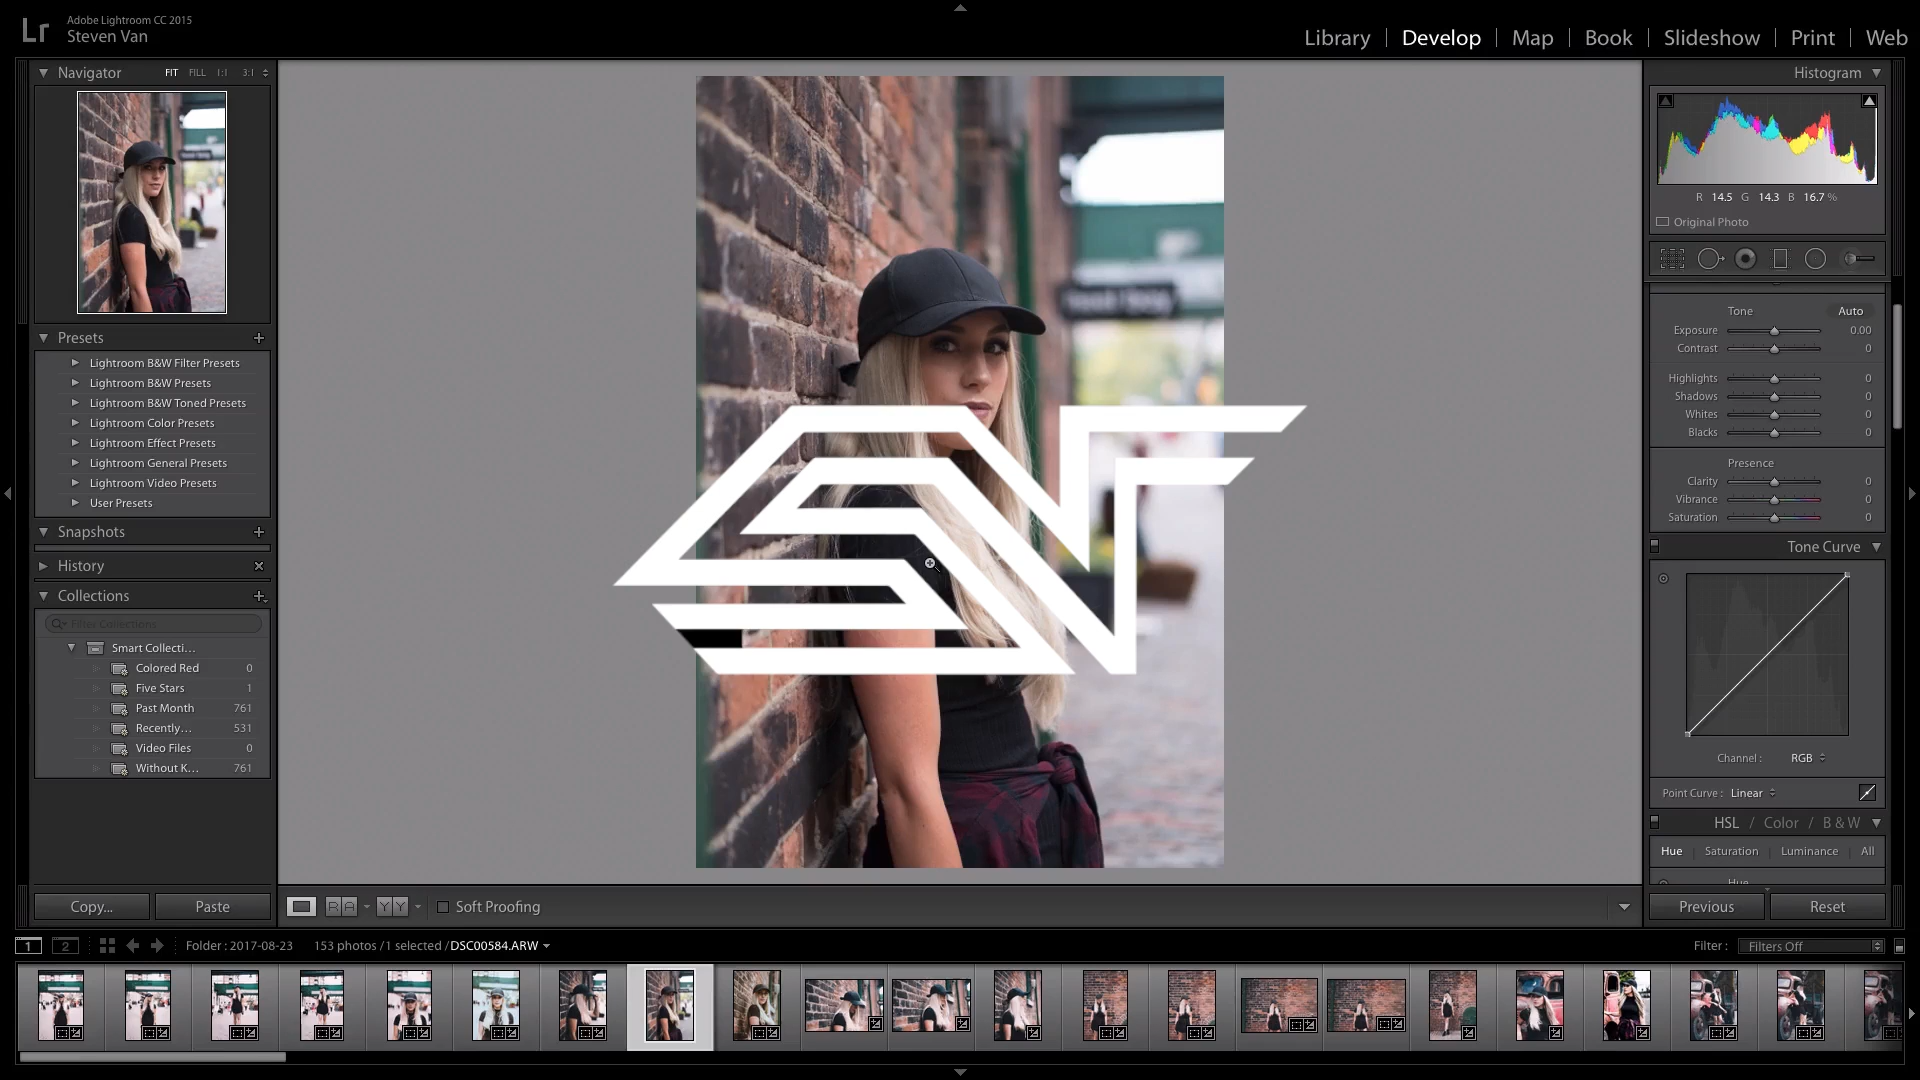 Lr
Adobe Lightroom CC 2015
Steven Van
Library | Develop | Map | Book | Slideshow | Print | Web
Navigator FIT FILL 1:1 3:1
Presets +
Lightroom B&W Filter Presets
Lightroom B&W Presets
Lightroom B&W Toned Presets
Lightroom Color Presets
Lightroom Effect Presets
Lightroom General Presets
Lightroom Video Presets
User Presets
Snapshots +
History ×
Collections +
Filter Collections
Smart Collecti...
Colored Red 0
Five Stars 1
Past Month 761
Recently... 531
Video Files 0
Without K... 761
Copy... Paste
SV
Histogram
R 14.5 G 14.3 B 16.7 %
Original Photo
Tone Auto
Exposure 0.00
Contrast 0
Highlights 0
Shadows 0
Whites 0
Blacks 0
Presence
Clarity 0
Vibrance 0
Saturation 0
Tone Curve
Channel : RGB
Point Curve : Linear
HSL / Color / B & W
Hue Saturation Luminance All
Hue
Previous Reset
R A Y Y Soft Proofing
1 2 Folder : 2017-08-23 153 photos /1 selected /DSC00584.ARW Filter : Filters Off